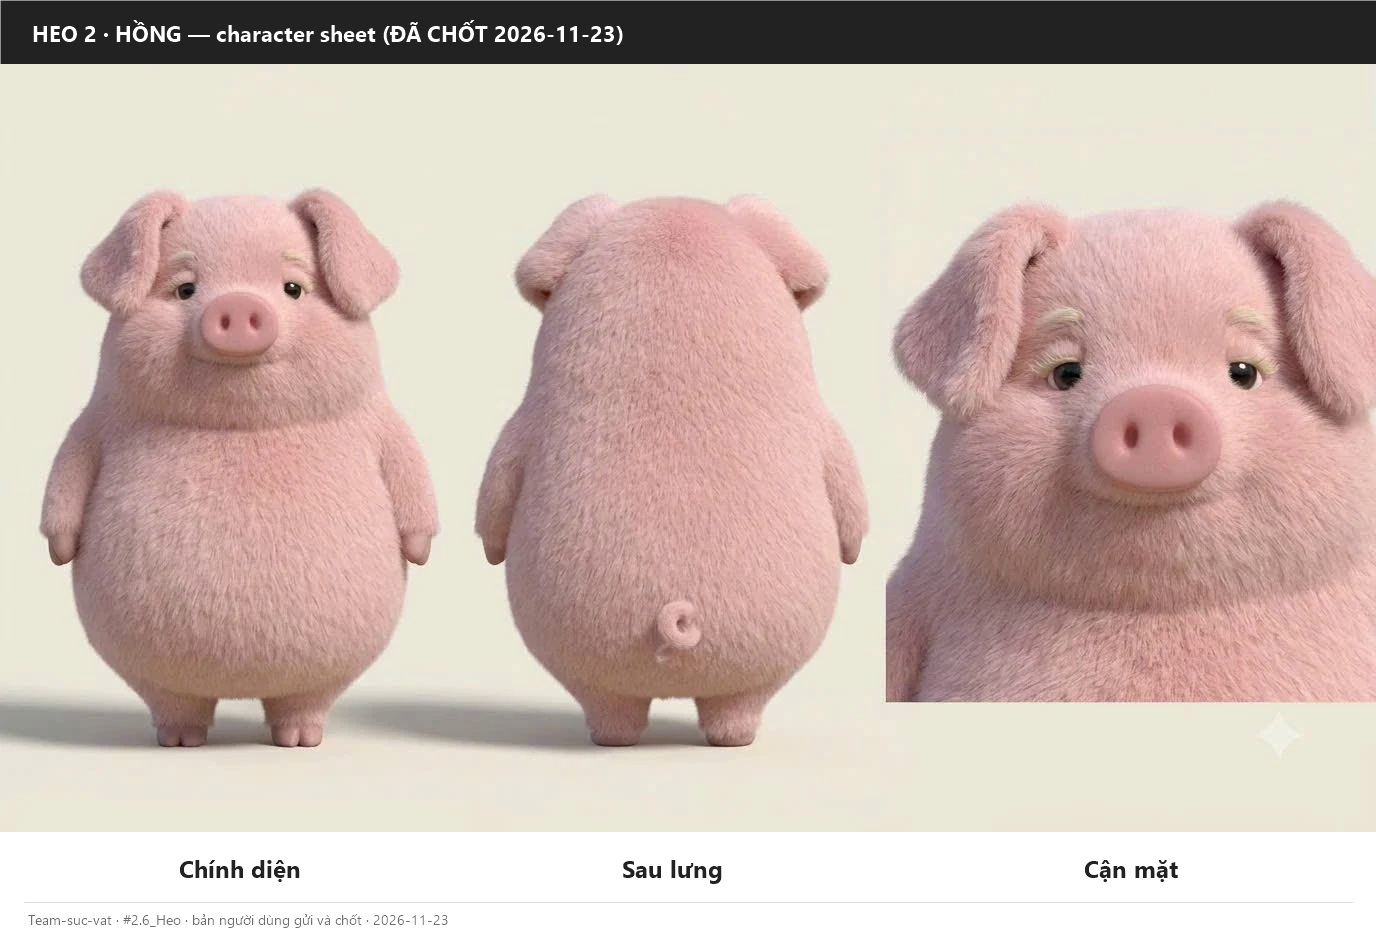 HEO 2 · HỒNG — character sheet (ĐÃ CHỐT 2026-11-23)
Chính diện
Sau lưng
Cận mặt
Team-suc-vat · #2.6_Heo · bản người dùng gửi và chốt · 2026-11-23